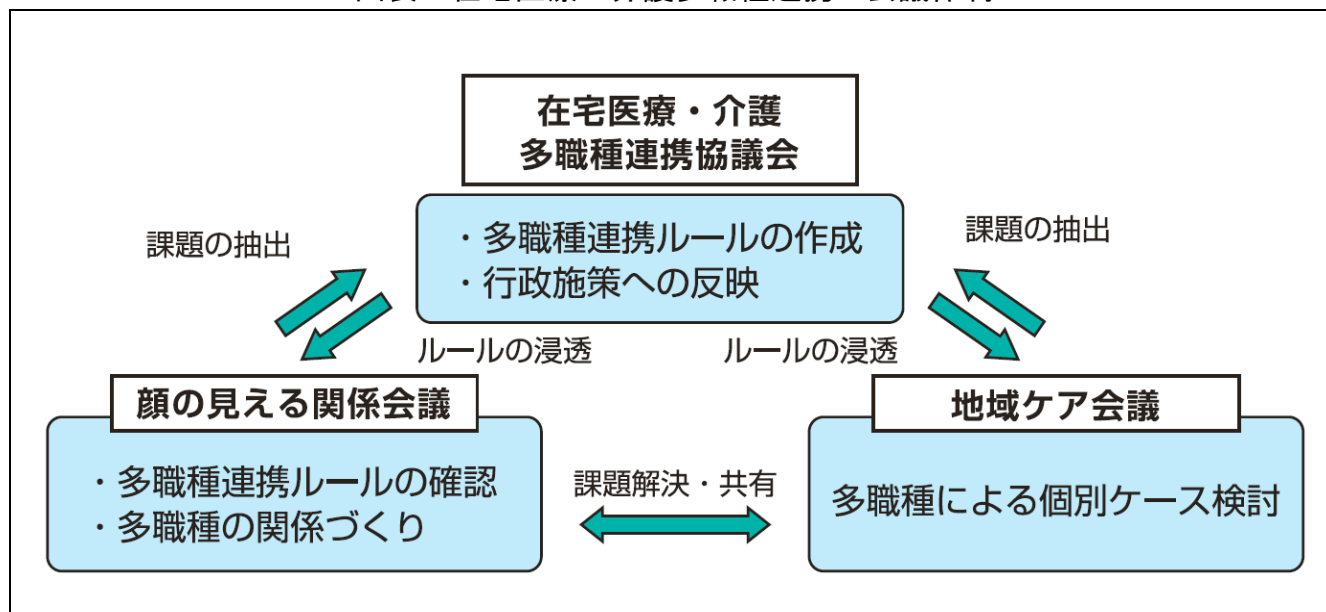 在宅医療・介護
多職種連携協議会
・多職種連携ルールの作成
・行政施策への反映
課題の抽出
課題の抽出
ルールの浸透
ルールの浸透
顔の見える関係会議
・多職種連携ルールの確認
・多職種の関係づくり
課題解決・共有
地域ケア会議
多職種による個別ケース検討